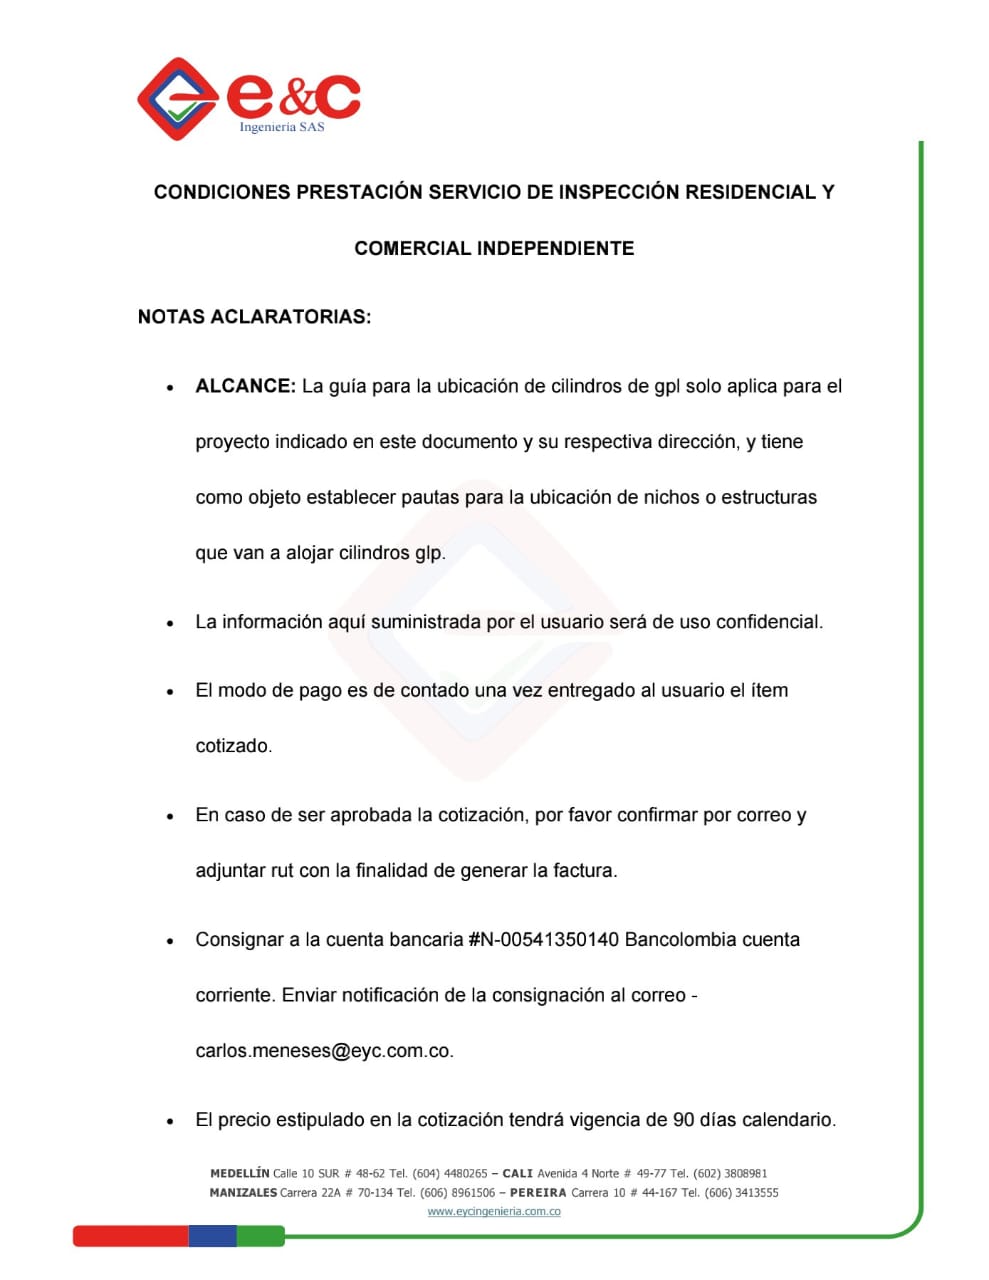 e&c
Ingenieria SAS
CONDICIONES PRESTACIÓN SERVICIO DE INSPECCIÓN RESIDENCIAL Y
COMERCIAL INDEPENDIENTE
NOTAS ACLARATORIAS:
• ALCANCE: La guía para la ubicación de cilindros de gpl solo aplica para el
proyecto indicado en este documento y su respectiva dirección, y tiene
como objeto establecer pautas para la ubicación de nichos o estructuras
que van a alojar cilindros glp.
• La información aquí suministrada por el usuario será de uso confidencial.
• El modo de pago es de contado una vez entregado al usuario el ítem
cotizado.
• En caso de ser aprobada la cotización, por favor confirmar por correo y
adjuntar rut con la finalidad de generar la factura.
• Consignar a la cuenta bancaria #N-00541350140 Bancolombia cuenta
corriente. Enviar notificación de la consignación al correo -
carlos.meneses@eyc.com.co.
• El precio estipulado en la cotización tendrá vigencia de 90 días calendario.
MEDELLÍN Calle 10 SUR # 48-62 Tel. (604) 4480265 – CALI Avenida 4 Norte # 49-77 Tel. (602) 3808981
MANIZALES Carrera 22A # 70-134 Tel. (606) 8961506 – PEREIRA Carrera 10 # 44-167 Tel. (606) 3413555
www.eycingenieria.com.co